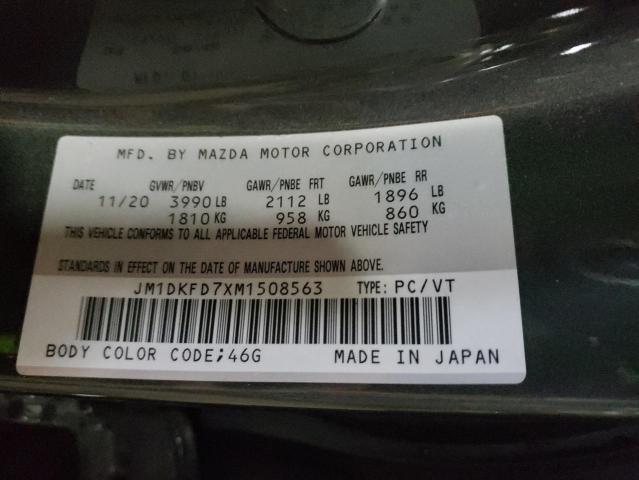 MFD. BY MAZDA MOTOR CORPORATION
DATE GVWR/PNBV GAWR/PNBE FRT GAWR/PNBE RR
11/20 3990 LB 2112 LB 1896 LB
1810 KG 958 KG 860 KG
THIS VEHICLE CONFORMS TO ALL APPLICABLE FEDERAL MOTOR VEHICLE SAFETY
STANDARDS IN EFFECT ON THE DATE OF MANUFACTURE SHOWN ABOVE.
JM1DKFD7XM1508563 TYPE: PC/VT
BODY COLOR CODE;46G MADE IN JAPAN